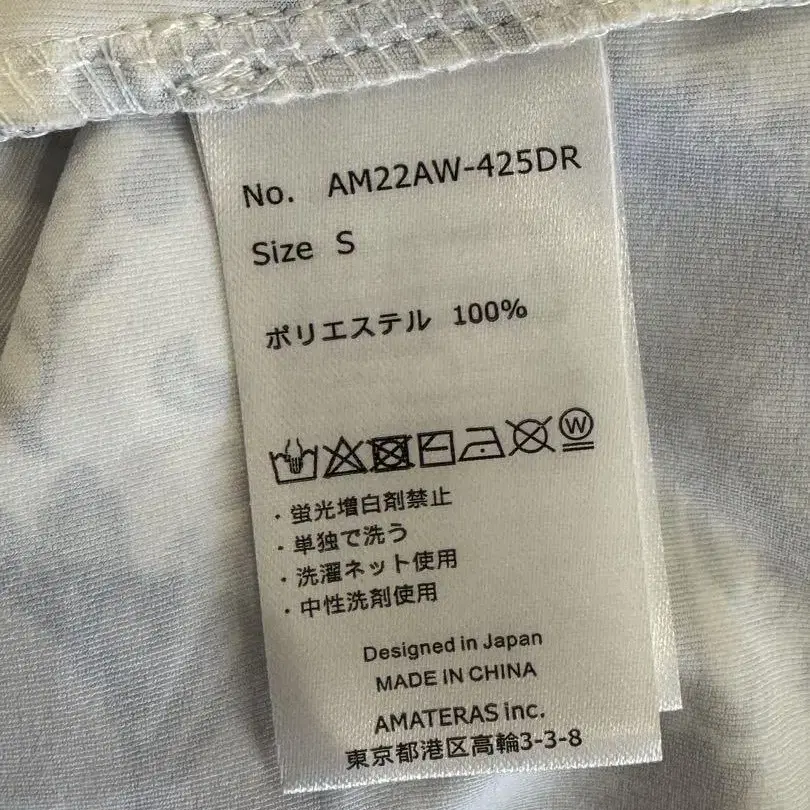 No. AM22AW-425DR
Size S
ポリエステル 100%
W
・蛍光増白剤禁止
・単独で洗う
・洗濯ネット使用
・中性洗剤使用
Designed in Japan
MADE IN CHINA
AMATERAS inc.
東京都港区高輪3-3-8